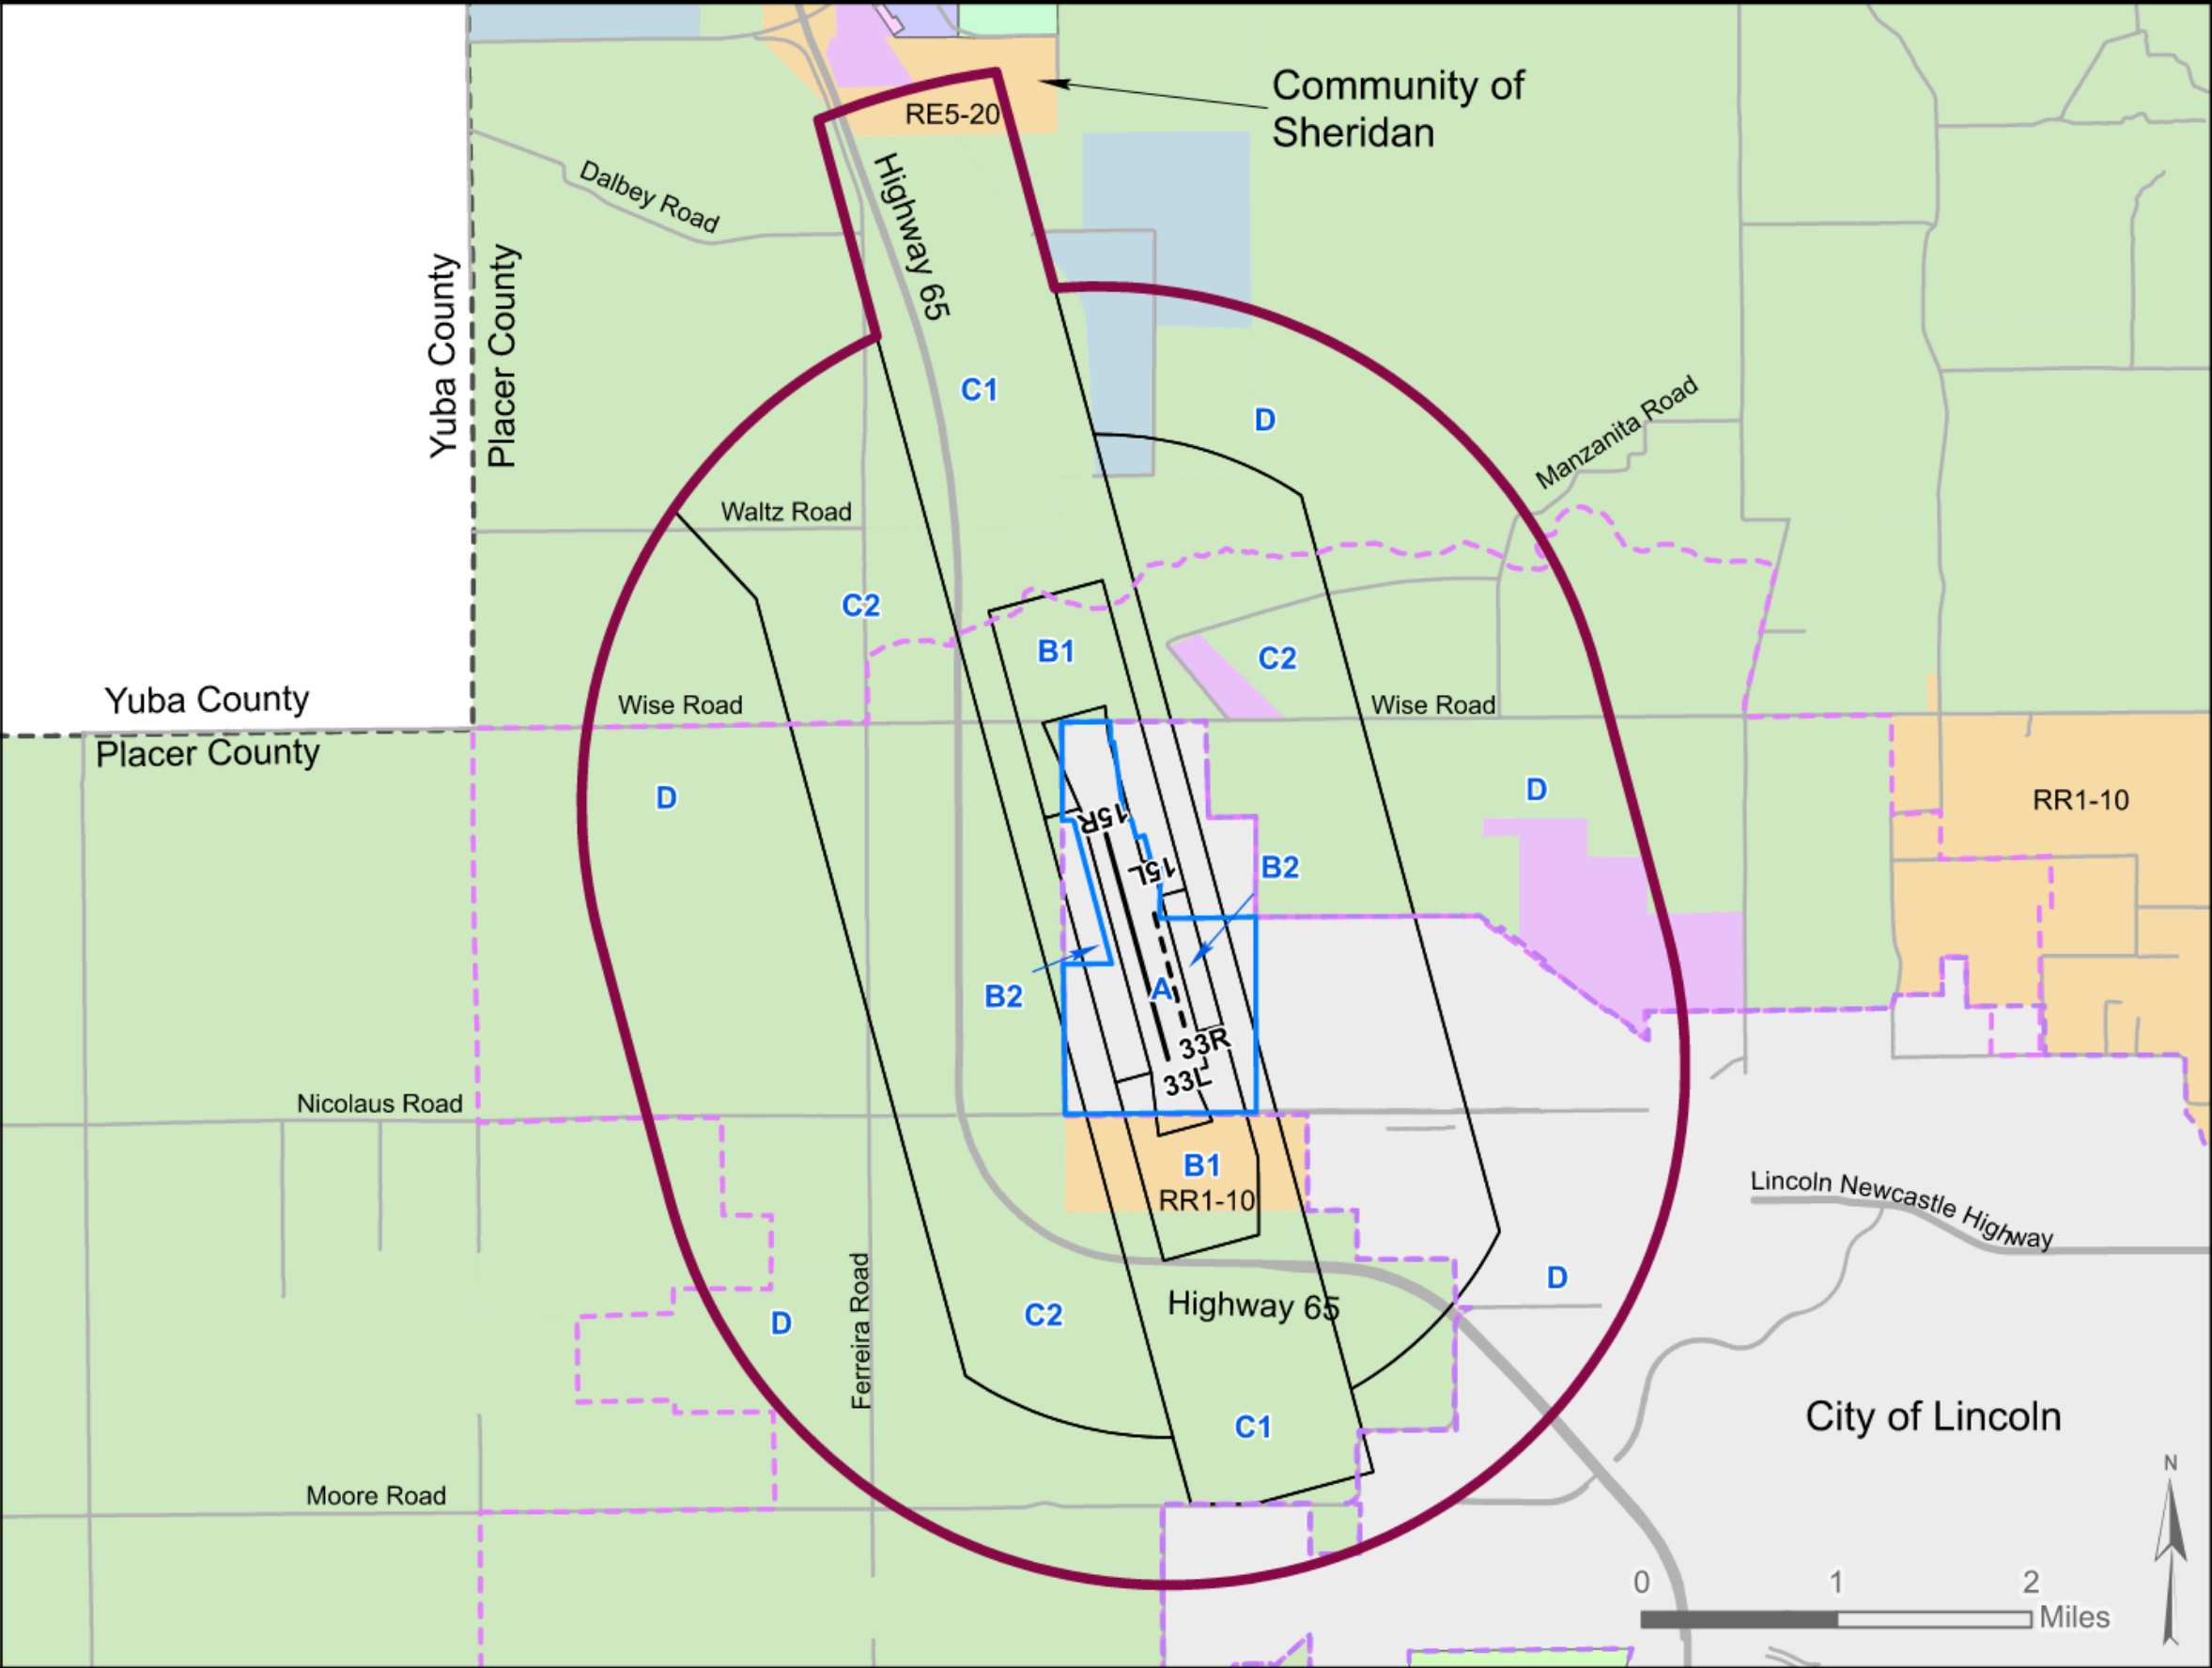 Community of
Sheridan
RE5-20
Dalbey Road
Highway 65
Yuba County
Placer County
C1
D
Manzanita Road
Waltz Road
C2
B1
C2
Yuba County
Wise Road
Wise Road
Placer County
D
D
RR1-10
15R
15L
B2
B2
A
33R
33L
Nicolaus Road
B1
RR1-10
Lincoln Newcastle Highway
Ferreira Road
D
D
C2
Highway 65
City of Lincoln
C1
Moore Road
N
0 1 2
Miles